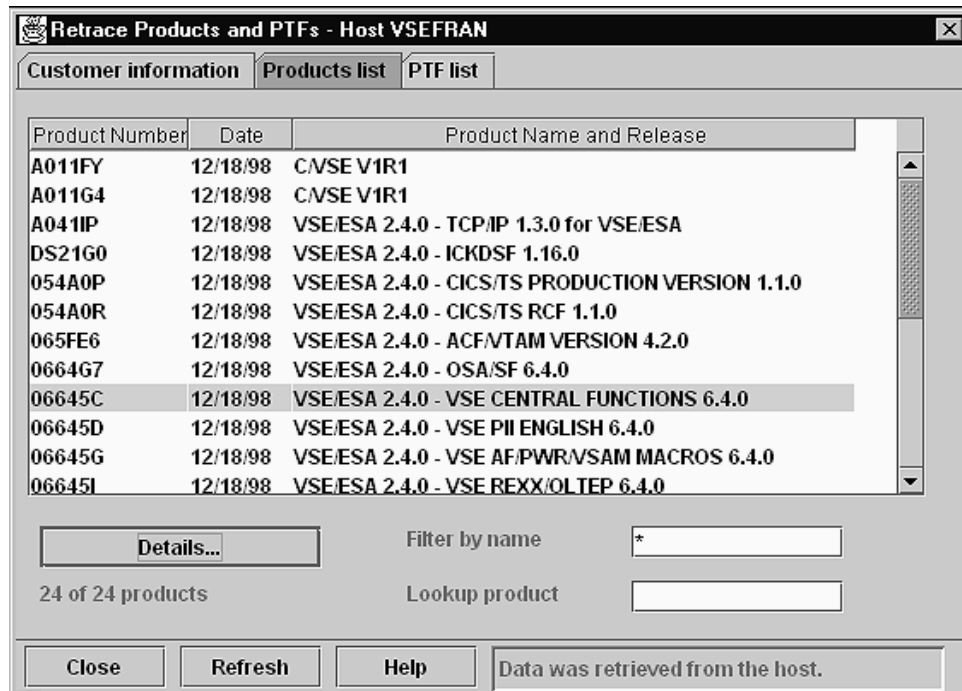 Retrace Products and PTFs - Host VSEFRAN
Customer information Products list PTF list
Product Number Date Product Name and Release
A011FY 12/18/98 C/VSE V1R1
A011G4 12/18/98 C/VSE V1R1
A041IP 12/18/98 VSE/ESA 2.4.0 - TCP/IP 1.3.0 for VSE/ESA
DS21G0 12/18/98 VSE/ESA 2.4.0 - ICKDSF 1.16.0
054A0P 12/18/98 VSE/ESA 2.4.0 - CICS/TS PRODUCTION VERSION 1.1.0
054A0R 12/18/98 VSE/ESA 2.4.0 - CICS/TS RCF 1.1.0
065FE6 12/18/98 VSE/ESA 2.4.0 - ACF/VTAM VERSION 4.2.0
0664G7 12/18/98 VSE/ESA 2.4.0 - OSA/SF 6.4.0
06645C 12/18/98 VSE/ESA 2.4.0 - VSE CENTRAL FUNCTIONS 6.4.0
06645D 12/18/98 VSE/ESA 2.4.0 - VSE PII ENGLISH 6.4.0
06645G 12/18/98 VSE/ESA 2.4.0 - VSE AF/PWR/VSAM MACROS 6.4.0
06645I 12/18/98 VSE/ESA 2.4.0 - VSE REXX/OLTEP 6.4.0
Details... Filter by name *
24 of 24 products Lookup product
Close Refresh Help Data was retrieved from the host.